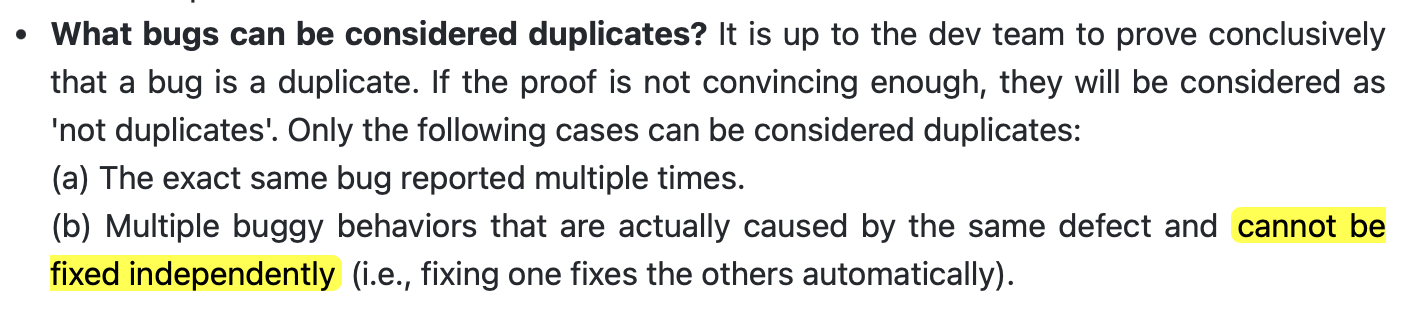 • What bugs can be considered duplicates? It is up to the dev team to prove conclusively
that a bug is a duplicate. If the proof is not convincing enough, they will be considered as
'not duplicates'. Only the following cases can be considered duplicates:
(a) The exact same bug reported multiple times.
(b) Multiple buggy behaviors that are actually caused by the same defect and cannot be
fixed independently (i.e., fixing one fixes the others automatically).